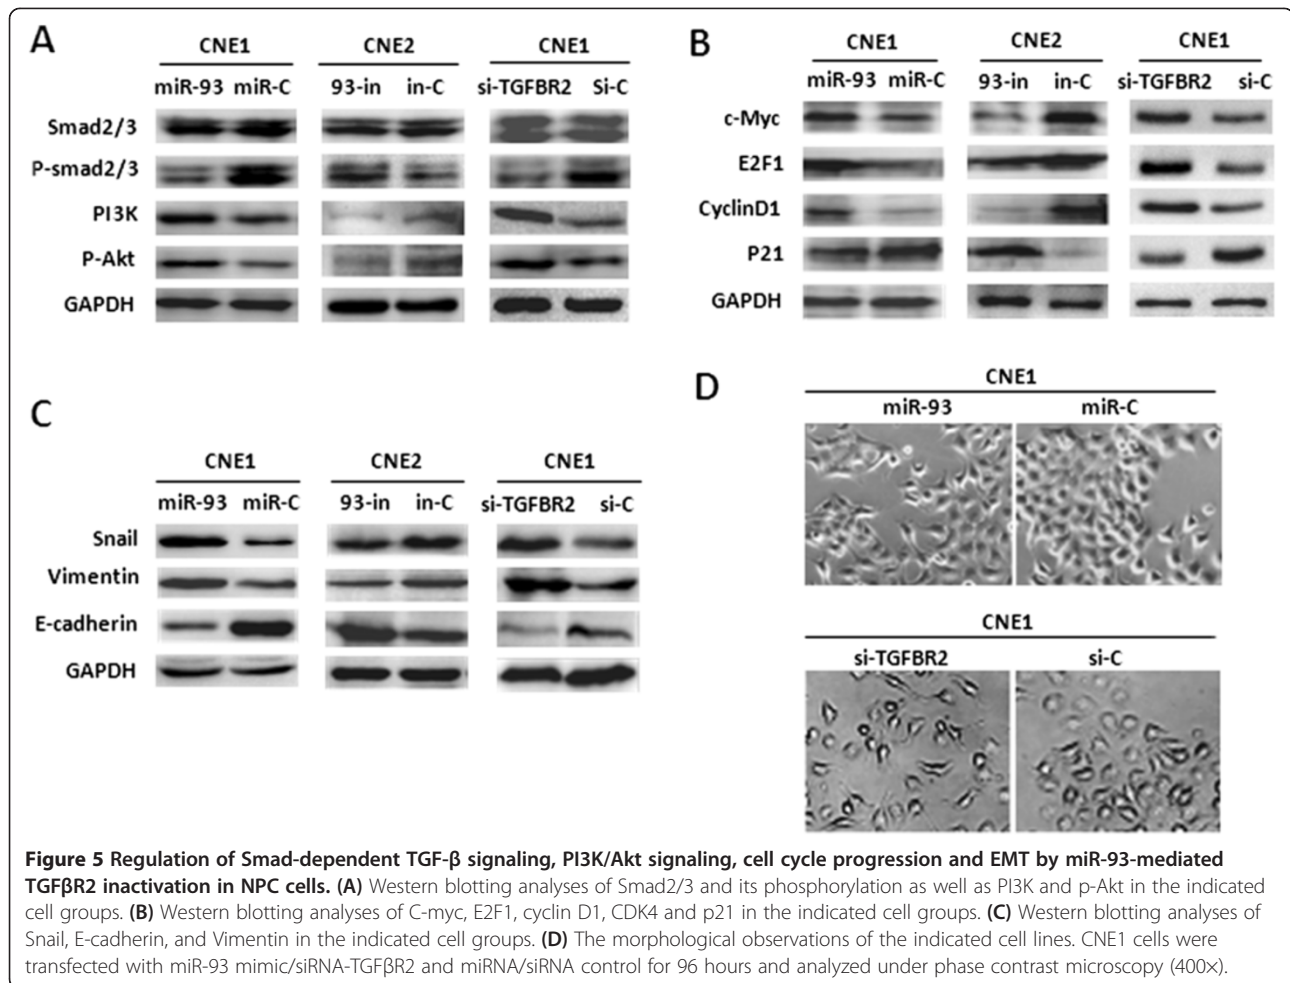 A
CNE1 CNE2 CNE1
miR-93 miR-C 93-in in-C si-TGFBR2 Si-C
Smad2/3
P-smad2/3
PI3K
P-Akt
GAPDH
B
CNE1 CNE2 CNE1
miR-93 miR-C 93-in in-C si-TGFBR2 si-C
c-Myc
E2F1
CyclinD1
P21
GAPDH
C
CNE1 CNE2 CNE1
miR-93 miR-C 93-in in-C si-TGFBR2 si-C
Snail
Vimentin
E-cadherin
GAPDH
D
CNE1
miR-93 miR-C
CNE1
si-TGFBR2 si-C
Figure 5 Regulation of Smad-dependent TGF-β signaling, PI3K/Akt signaling, cell cycle progression and EMT by miR-93-mediated
TGFβR2 inactivation in NPC cells. (A) Western blotting analyses of Smad2/3 and its phosphorylation as well as PI3K and p-Akt in the indicated
cell groups. (B) Western blotting analyses of C-myc, E2F1, cyclin D1, CDK4 and p21 in the indicated cell groups. (C) Western blotting analyses of
Snail, E-cadherin, and Vimentin in the indicated cell groups. (D) The morphological observations of the indicated cell lines. CNE1 cells were
transfected with miR-93 mimic/siRNA-TGFβR2 and miRNA/siRNA control for 96 hours and analyzed under phase contrast microscopy (400×).